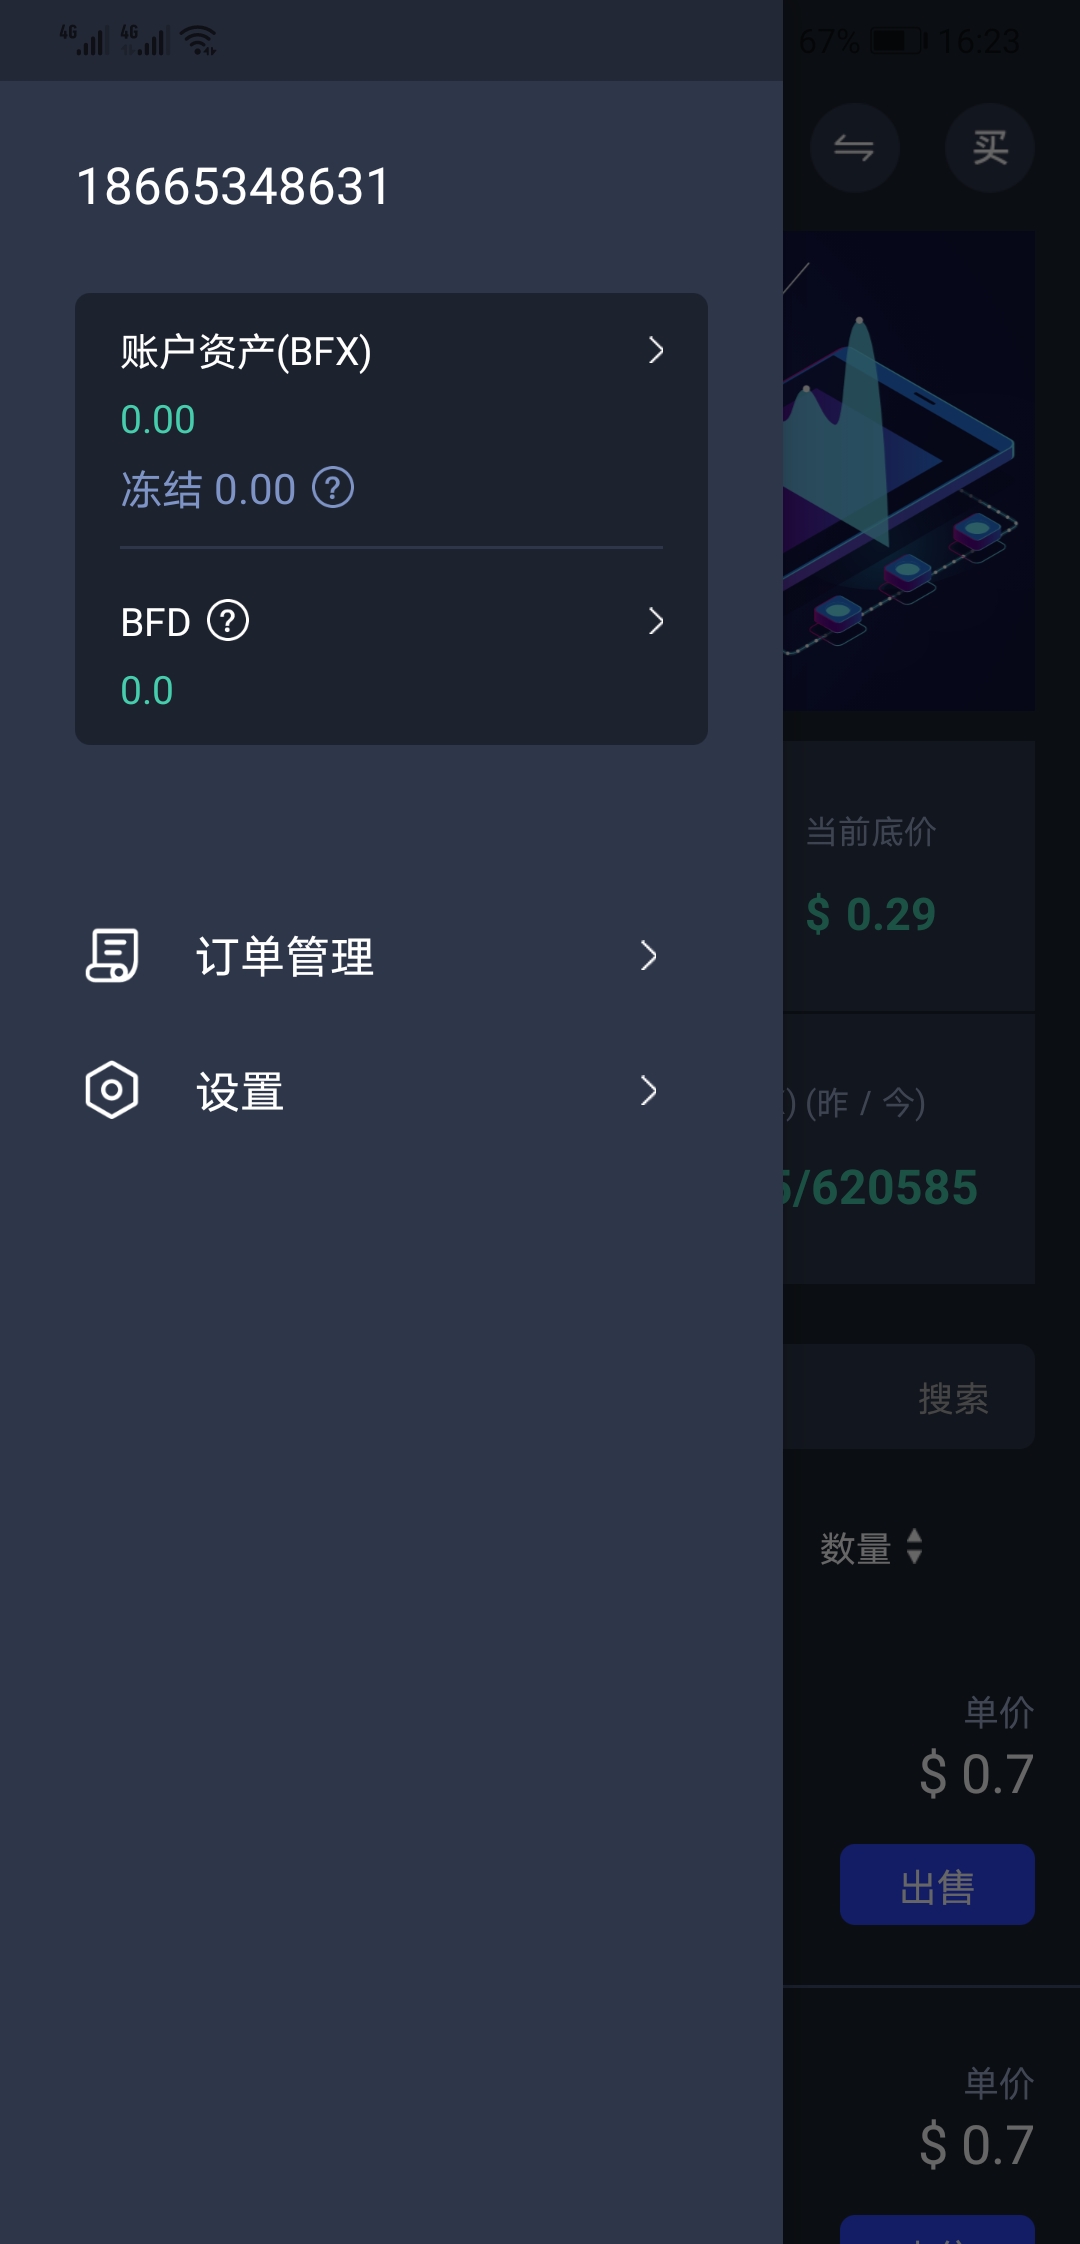 4G 4G 67% 16:23
买
18665348631
账户资产(BFX)
0.00
冻结 0.00 ?
BFD ?
0.0
当前底价
$ 0.29
订单管理
设置
) (昨 / 今)
/620585
搜索
数量
单价
$ 0.7
出售
单价
$ 0.7